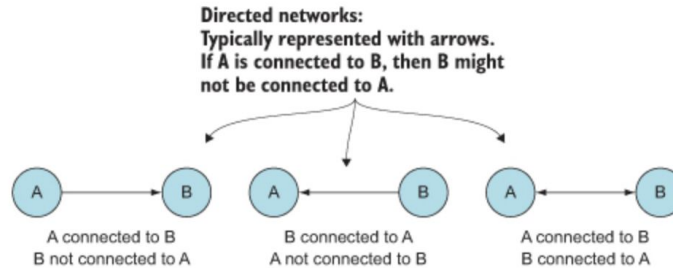 Directed networks:
Typically represented with arrows.
If A is connected to B, then B might
not be connected to A.
A B A B A B
A connected to B B connected to A A connected to B
B not connected to A A not connected to B B connected to A